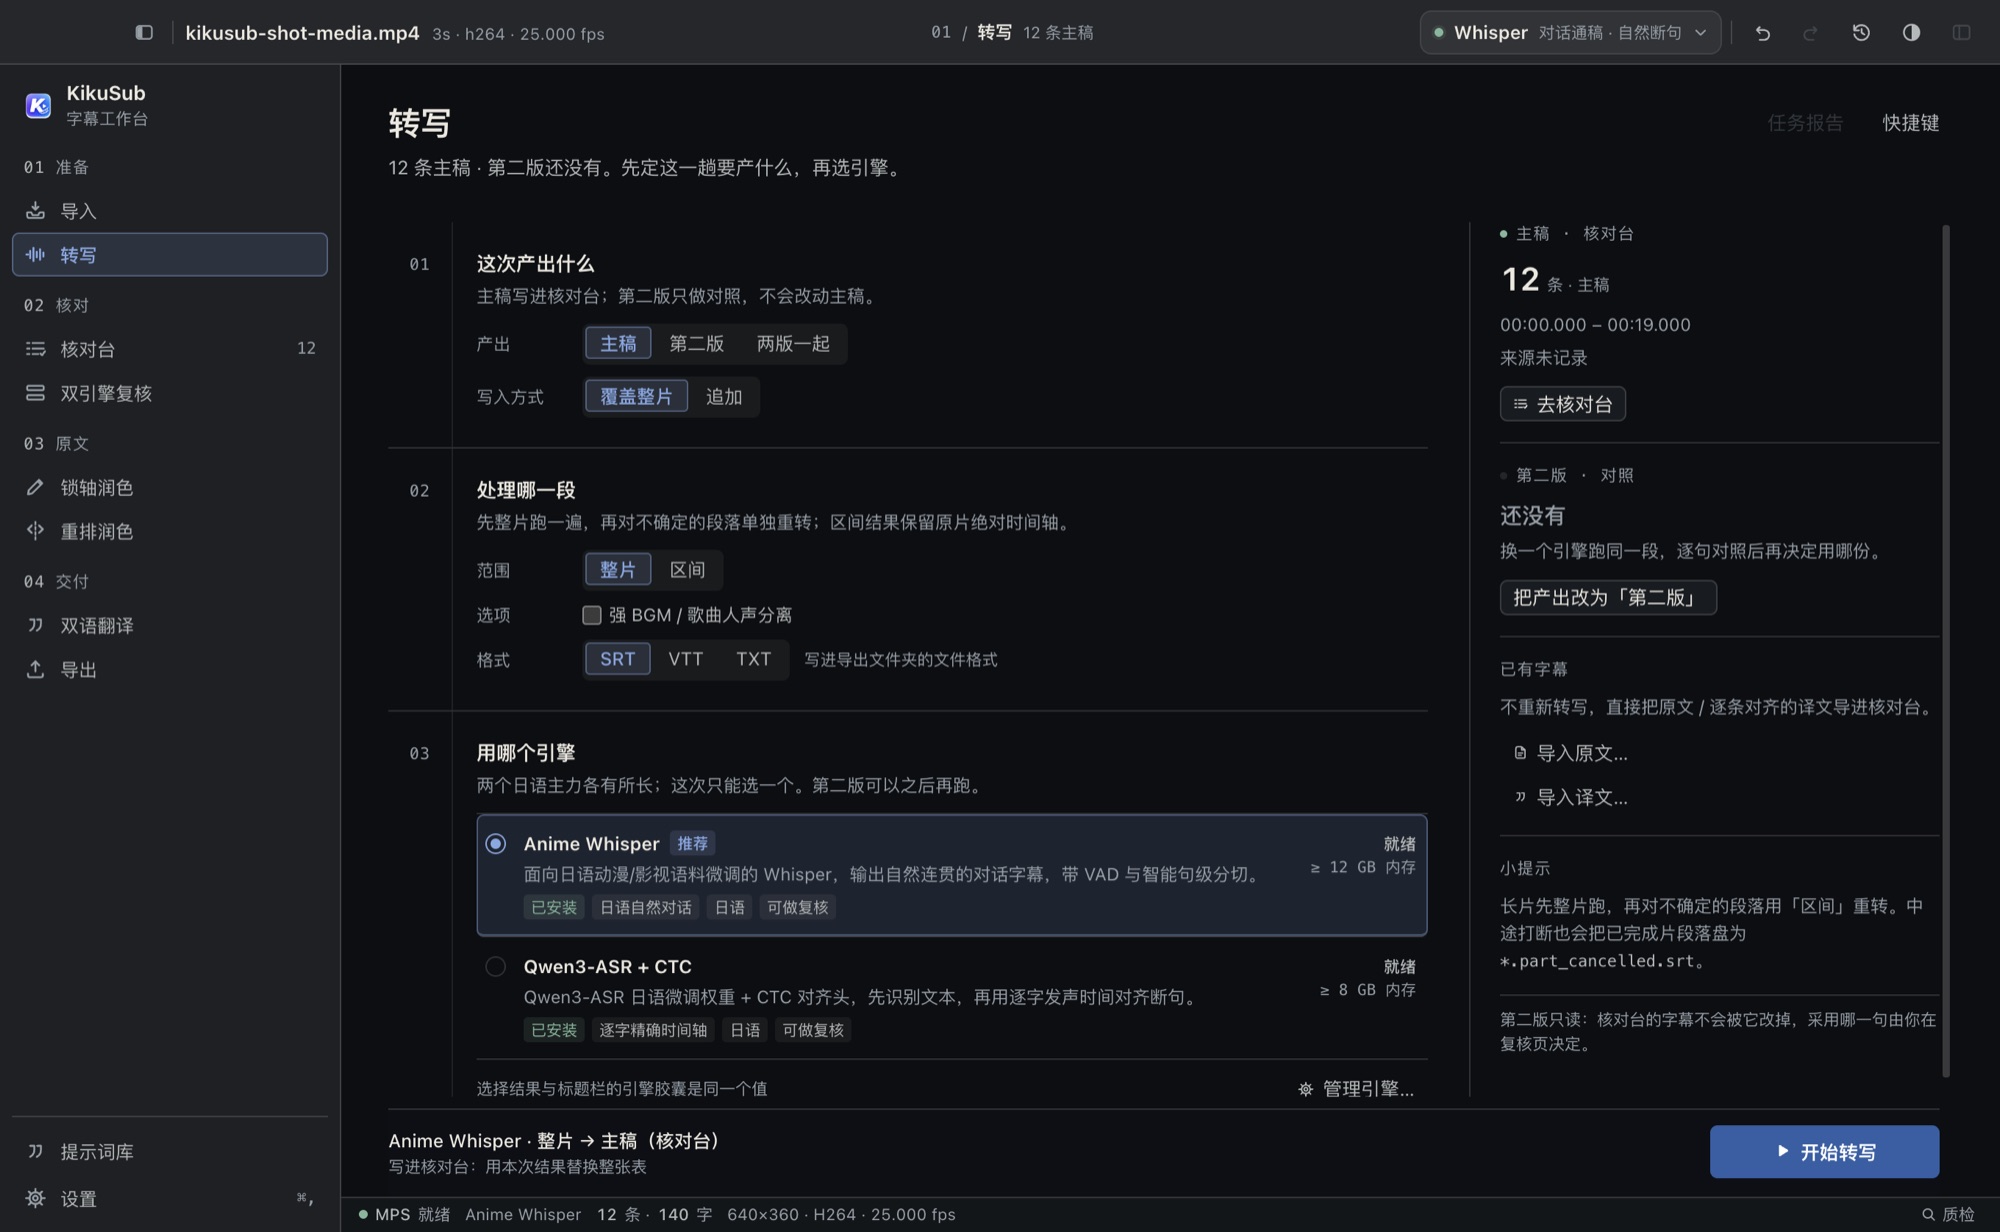 kikusub-shot-media.mp4 3s · h264 · 25.000 fps
01 / 转写 12 条主稿
Whisper 对话通稿 · 自然断句
KikuSub
字幕工作台
01 准备
导入
转写
02 核对
核对台 12
双引擎复核
03 原文
锁轴润色
重排润色
04 交付
双语翻译
导出
提示词库
设置 ⌘,
转写
12 条主稿 · 第二版还没有。先定这一趟要产什么，再选引擎。
任务报告 快捷键
01 这次产出什么
主稿写进核对台；第二版只做对照，不会改动主稿。
产出 主稿 第二版 两版一起
写入方式 覆盖整片 追加
02 处理哪一段
先整片跑一遍，再对不确定的段落单独重转；区间结果保留原片绝对时间轴。
范围 整片 区间
选项 强 BGM / 歌曲人声分离
格式 SRT VTT TXT 写进导出文件夹的文件格式
03 用哪个引擎
两个日语主力各有所长；这次只能选一个。第二版可以之后再跑。
Anime Whisper 推荐 就绪
面向日语动漫/影视语料微调的 Whisper，输出自然连贯的对话字幕，带 VAD 与智能句级分切。 ≥ 12 GB 内存
已安装 日语自然对话 日语 可做复核
Qwen3-ASR + CTC 就绪
Qwen3-ASR 日语微调权重 + CTC 对齐头，先识别文本，再用逐字发声时间对齐断句。 ≥ 8 GB 内存
已安装 逐字精确时间轴 日语 可做复核
选择结果与标题栏的引擎胶囊是同一个值 管理引擎...
主稿 · 核对台
12 条 · 主稿
00:00.000 – 00:19.000
来源未记录
去核对台
第二版 · 对照
还没有
换一个引擎跑同一段，逐句对照后再决定用哪份。
把产出改为「第二版」
已有字幕
不重新转写，直接把原文 / 逐条对齐的译文导进核对台。
导入原文...
导入译文...
小提示
长片先整片跑，再对不确定的段落用「区间」重转。中
途打断也会把已完成片段落盘为
*.part_cancelled.srt。
第二版只读：核对台的字幕不会被它改掉，采用哪一句由你在
复核页决定。
Anime Whisper · 整片 → 主稿（核对台）
写进核对台：用本次结果替换整张表
开始转写
MPS 就绪 Anime Whisper 12 条 · 140 字 640×360 · H264 · 25.000 fps
质检